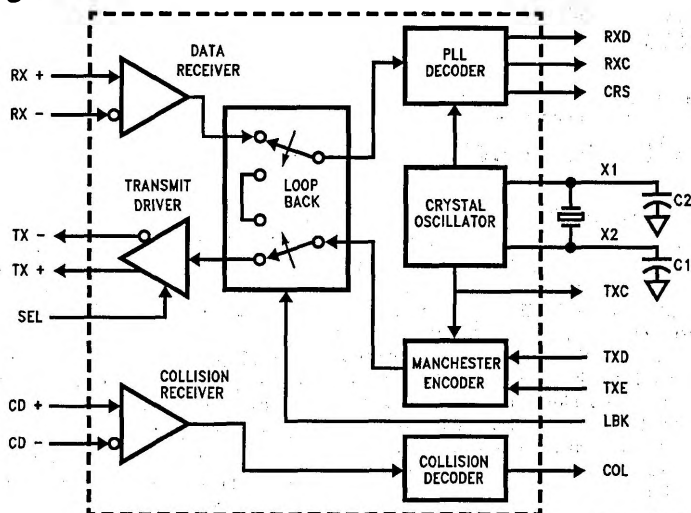 DATA
RECEIVER
RX +
RX -
PLL
DECODER
RXD
RXC
CRS
LOOP
BACK
TRANSMIT
DRIVER
TX -
TX +
SEL
CRYSTAL
OSCILLATOR
X1
X2
C2
C1
TXC
MANCHESTER
ENCODER
TXD
TXE
LBK
COLLISION
RECEIVER
CD +
CD -
COLLISION
DECODER
COL